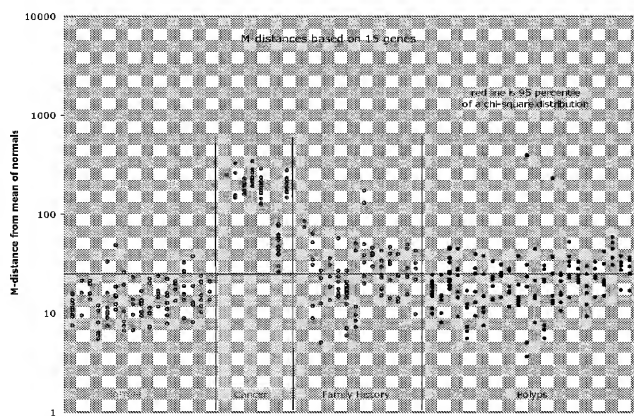 10000
M-distances based on 15 genes
red line is 95 percentile
of a chi-square distribution
1000
M-distance from mean of normals
100
10
Cancer
Family History
Polyps
1